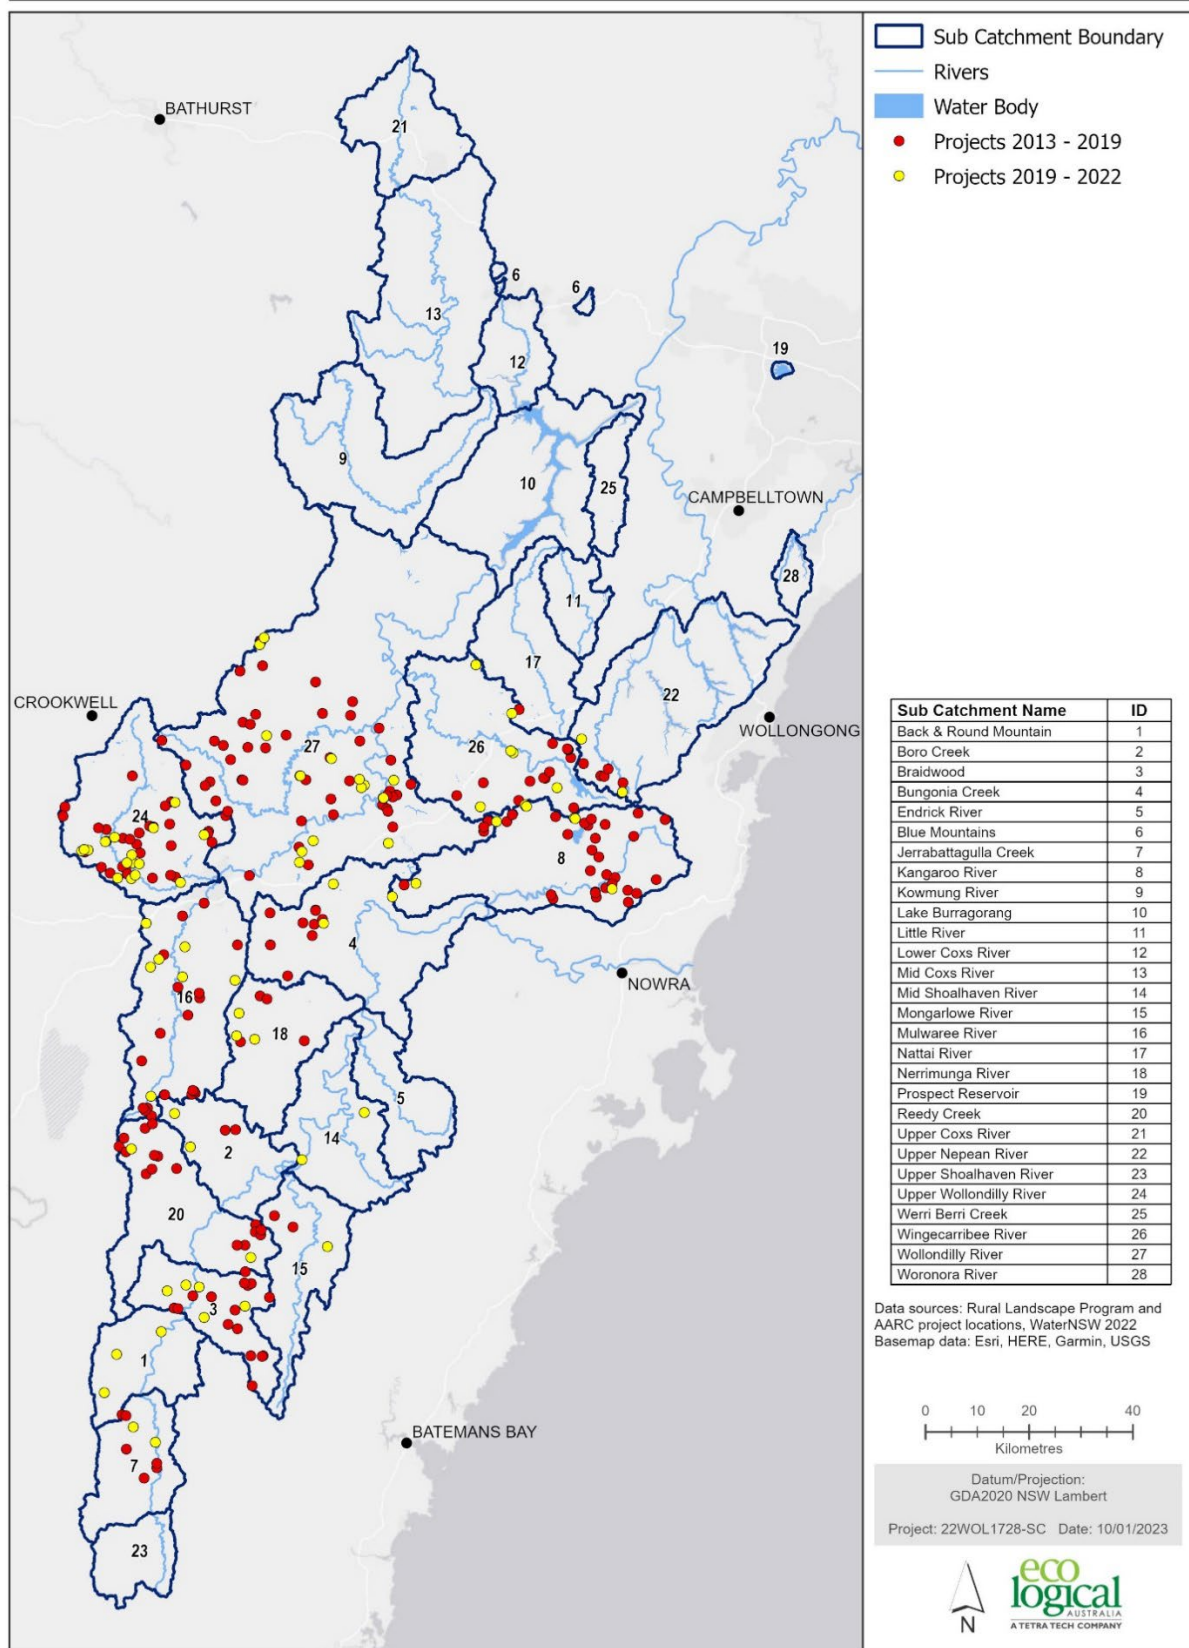 Sub Catchment Boundary
Rivers
Water Body
Projects 2013 - 2019
Projects 2019 - 2022
BATHURST
21
6
6
13
12
19
9
10
25
CAMPBELLTOWN
28
11
17
22
CROOKWELL
WOLLONGONG
27
26
24
8
4
16
NOWRA
18
5
14
2
20
15
3
1
BATEMANS BAY
7
23
Sub Catchment Name ID
Back & Round Mountain 1
Boro Creek 2
Braidwood 3
Bungonia Creek 4
Endrick River 5
Blue Mountains 6
Jerrabattagulla Creek 7
Kangaroo River 8
Kowmung River 9
Lake Burragorang 10
Little River 11
Lower Coxs River 12
Mid Coxs River 13
Mid Shoalhaven River 14
Mongarlowe River 15
Mulwaree River 16
Nattai River 17
Nerrimunga River 18
Prospect Reservoir 19
Reedy Creek 20
Upper Coxs River 21
Upper Nepean River 22
Upper Shoalhaven River 23
Upper Wollondilly River 24
Werri Berri Creek 25
Wingecarribee River 26
Wollondilly River 27
Woronora River 28
Data sources: Rural Landscape Program and
AARC project locations, WaterNSW 2022
Basemap data: Esri, HERE, Garmin, USGS
0 10 20 40
Kilometres
Datum/Projection:
GDA2020 NSW Lambert
Project: 22WOL1728-SC Date: 10/01/2023
N
eco
logical
AUSTRALIA
A TETRA TECH COMPANY